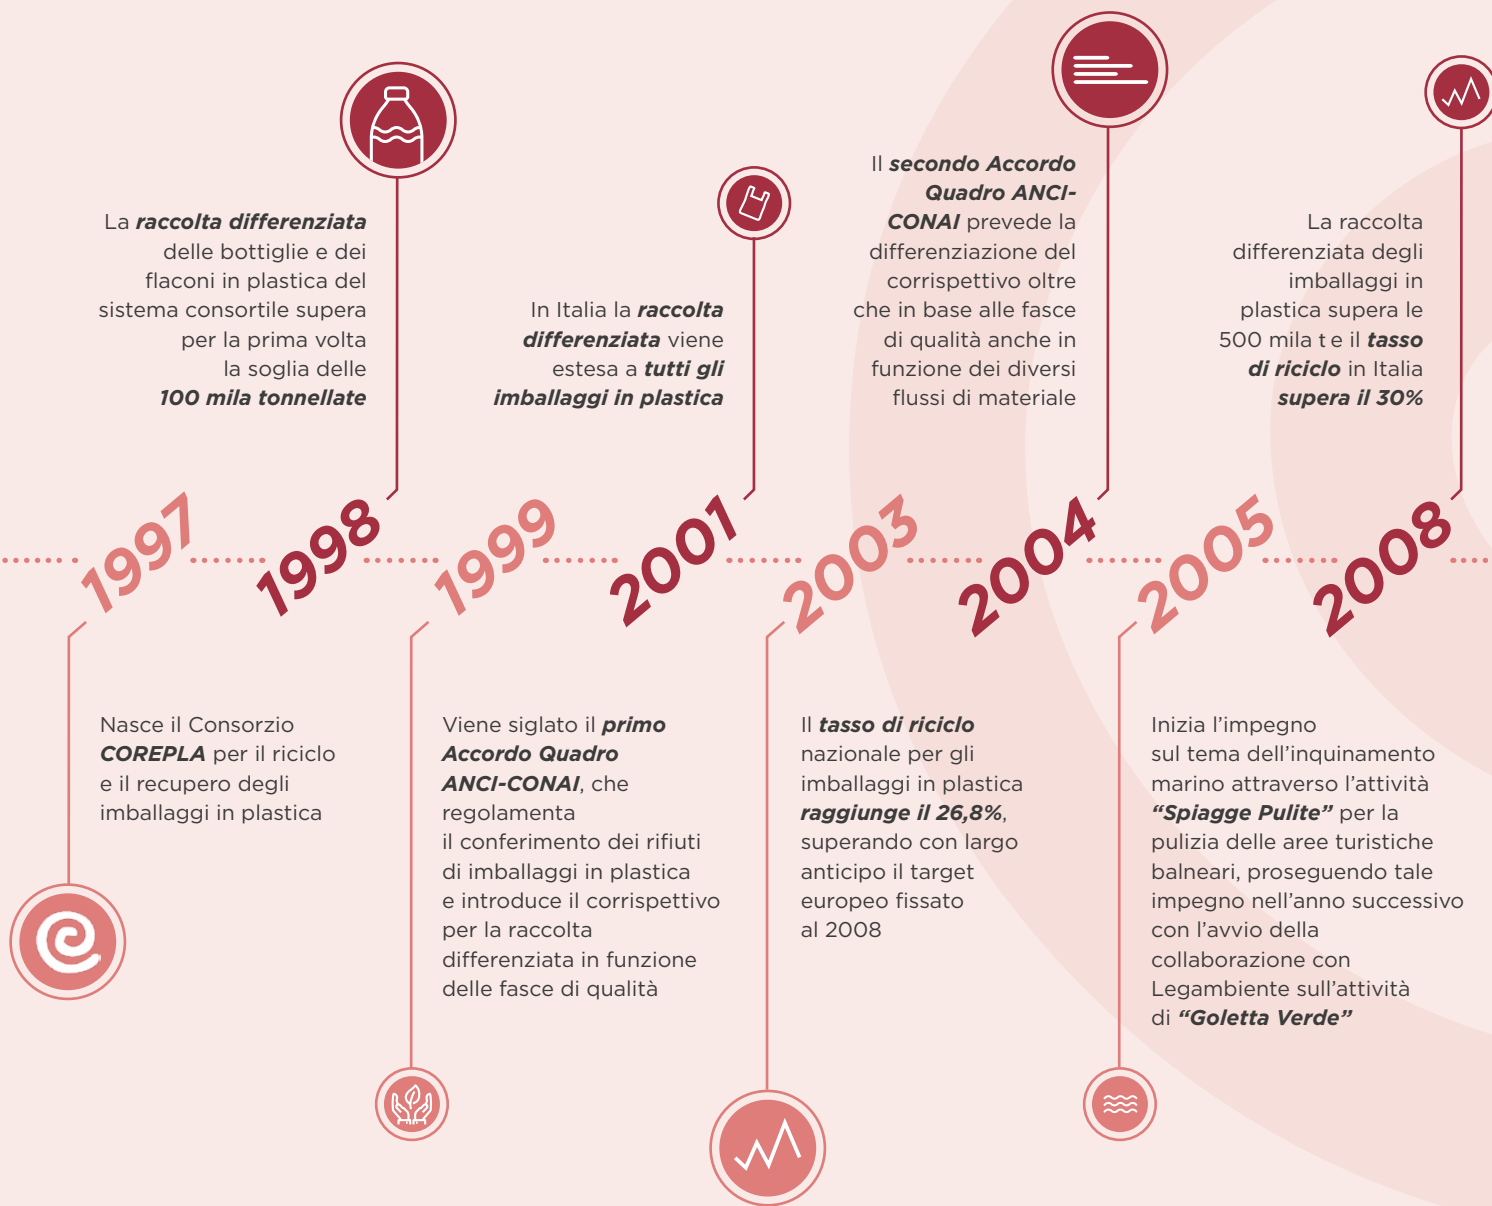 La raccolta differenziata
delle bottiglie e dei
flaconi in plastica del
sistema consortile supera
per la prima volta
la soglia delle
100 mila tonnellate
In Italia la raccolta
differenziata viene
estesa a tutti gli
imballaggi in plastica
Il secondo Accordo
Quadro ANCI-
CONAI prevede la
differenziazione del
corrispettivo oltre
che in base alle fasce
di qualità anche in
funzione dei diversi
flussi di materiale
La raccolta
differenziata degli
imballaggi in
plastica supera le
500 mila t e il tasso
di riciclo in Italia
supera il 30%
1997
1998
1999
2001
2003
2004
2005
2008
Nasce il Consorzio
COREPLA per il riciclo
e il recupero degli
imballaggi in plastica
Viene siglato il primo
Accordo Quadro
ANCI-CONAI, che
regolamenta
il conferimento dei rifiuti
di imballaggi in plastica
e introduce il corrispettivo
per la raccolta
differenziata in funzione
delle fasce di qualità
Il tasso di riciclo
nazionale per gli
imballaggi in plastica
raggiunge il 26,8%,
superando con largo
anticipo il target
europeo fissato
al 2008
Inizia l’impegno
sul tema dell’inquinamento
marino attraverso l’attività
“Spiagge Pulite” per la
pulizia delle aree turistiche
balneari, proseguendo tale
impegno nell’anno successivo
con l’avvio della
collaborazione con
Legambiente sull’attività
di “Goletta Verde”